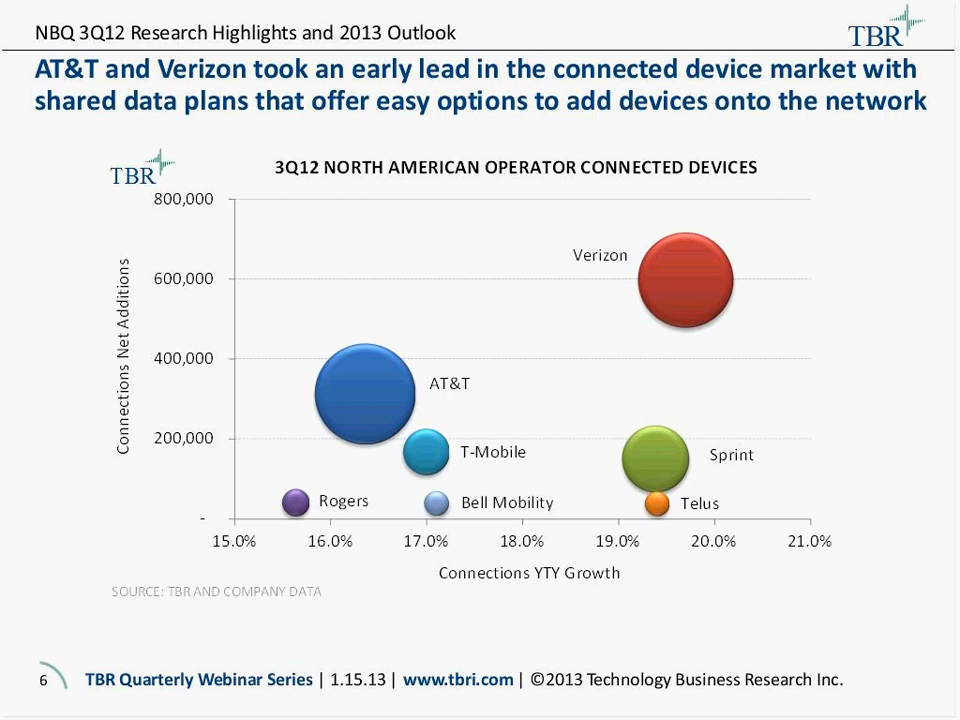 NBQ 3Q12 Research Highlights and 2013 Outlook
TBR
AT&T and Verizon took an early lead in the connected device market with
shared data plans that offer easy options to add devices onto the network
TBR
3Q12 NORTH AMERICAN OPERATOR CONNECTED DEVICES
Connections Net Additions
800,000
600,000
400,000
200,000
-
Verizon
AT&T
T-Mobile
Sprint
Rogers
Bell Mobility
Telus
15.0%
16.0%
17.0%
18.0%
19.0%
20.0%
21.0%
Connections YTY Growth
SOURCE: TBR AND COMPANY DATA
6
TBR Quarterly Webinar Series | 1.15.13 | www.tbri.com | ©2013 Technology Business Research Inc.